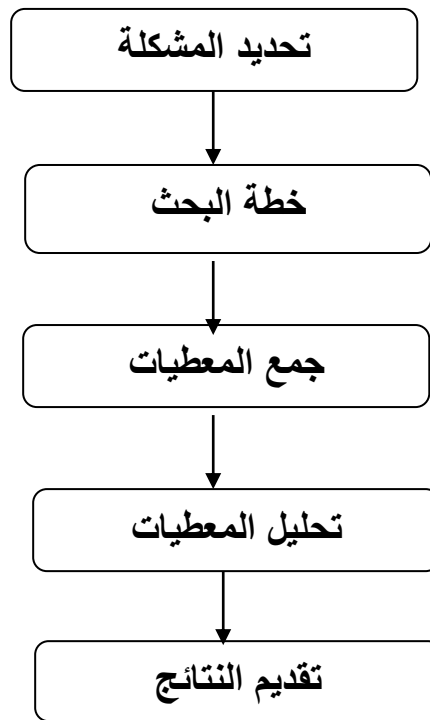 تحديد المشكلة
خطة البحث
جمع المعطيات
تحليل المعطيات
تقديم النتائج